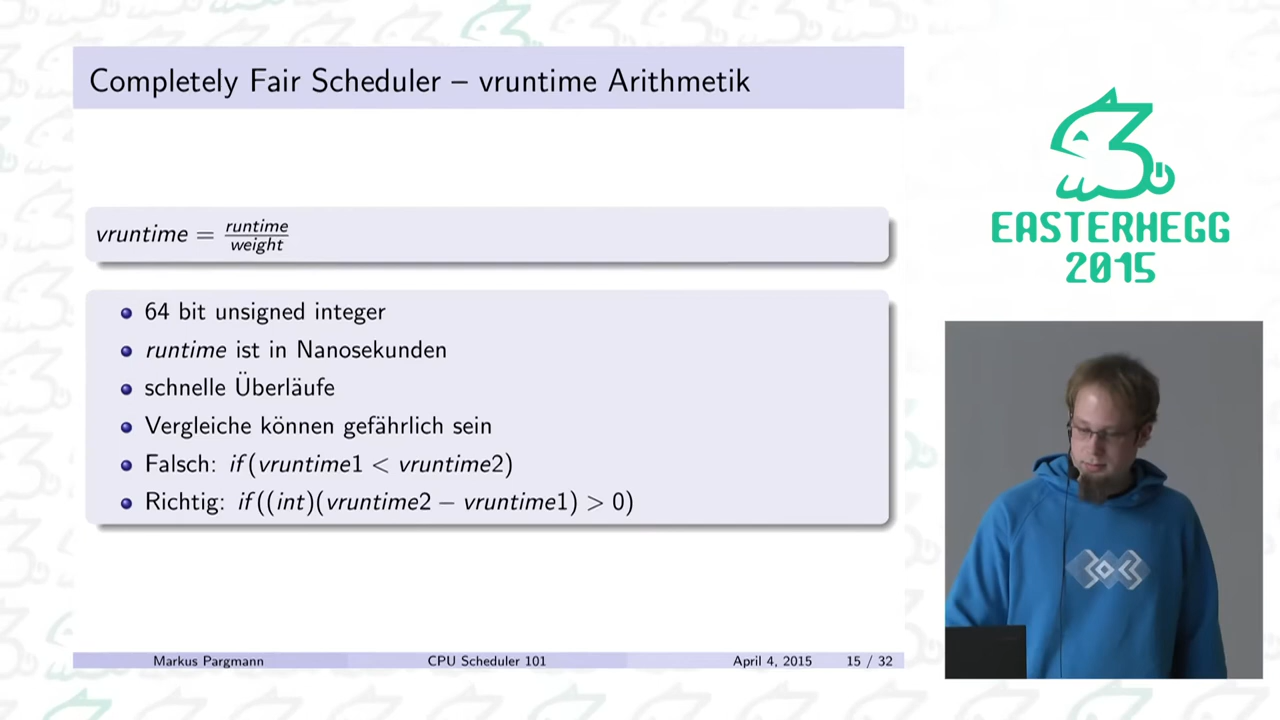 Completely Fair Scheduler – vruntime Arithmetik
vruntime = runtime/weight
64 bit unsigned integer
runtime ist in Nanosekunden
schnelle Überläufe
Vergleiche können gefährlich sein
Falsch: if(vruntime1 < vruntime2)
Richtig: if((int)(vruntime2 − vruntime1) > 0)
Markus Pargmann CPU Scheduler 101 April 4, 2015 15 / 32
EASTERHEGG
2015